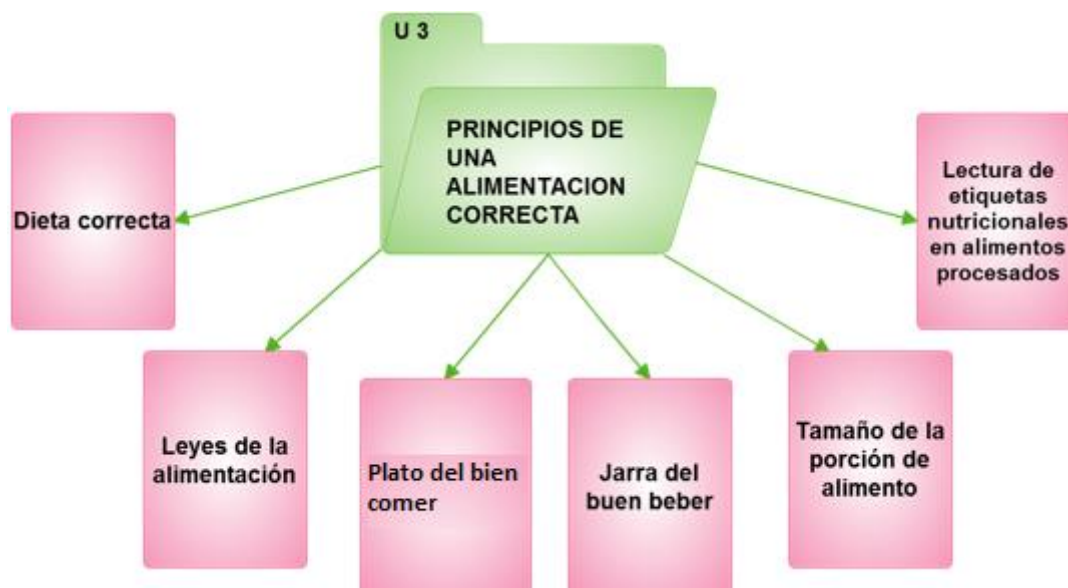 U 3
PRINCIPIOS DE
UNA
ALIMENTACION
CORRECTA
Dieta correcta
Leyes de la
alimentación
Plato del bien
comer
Jarra del
buen beber
Tamaño de la
porción de
alimento
Lectura de
etiquetas
nutricionales
en alimentos
procesados